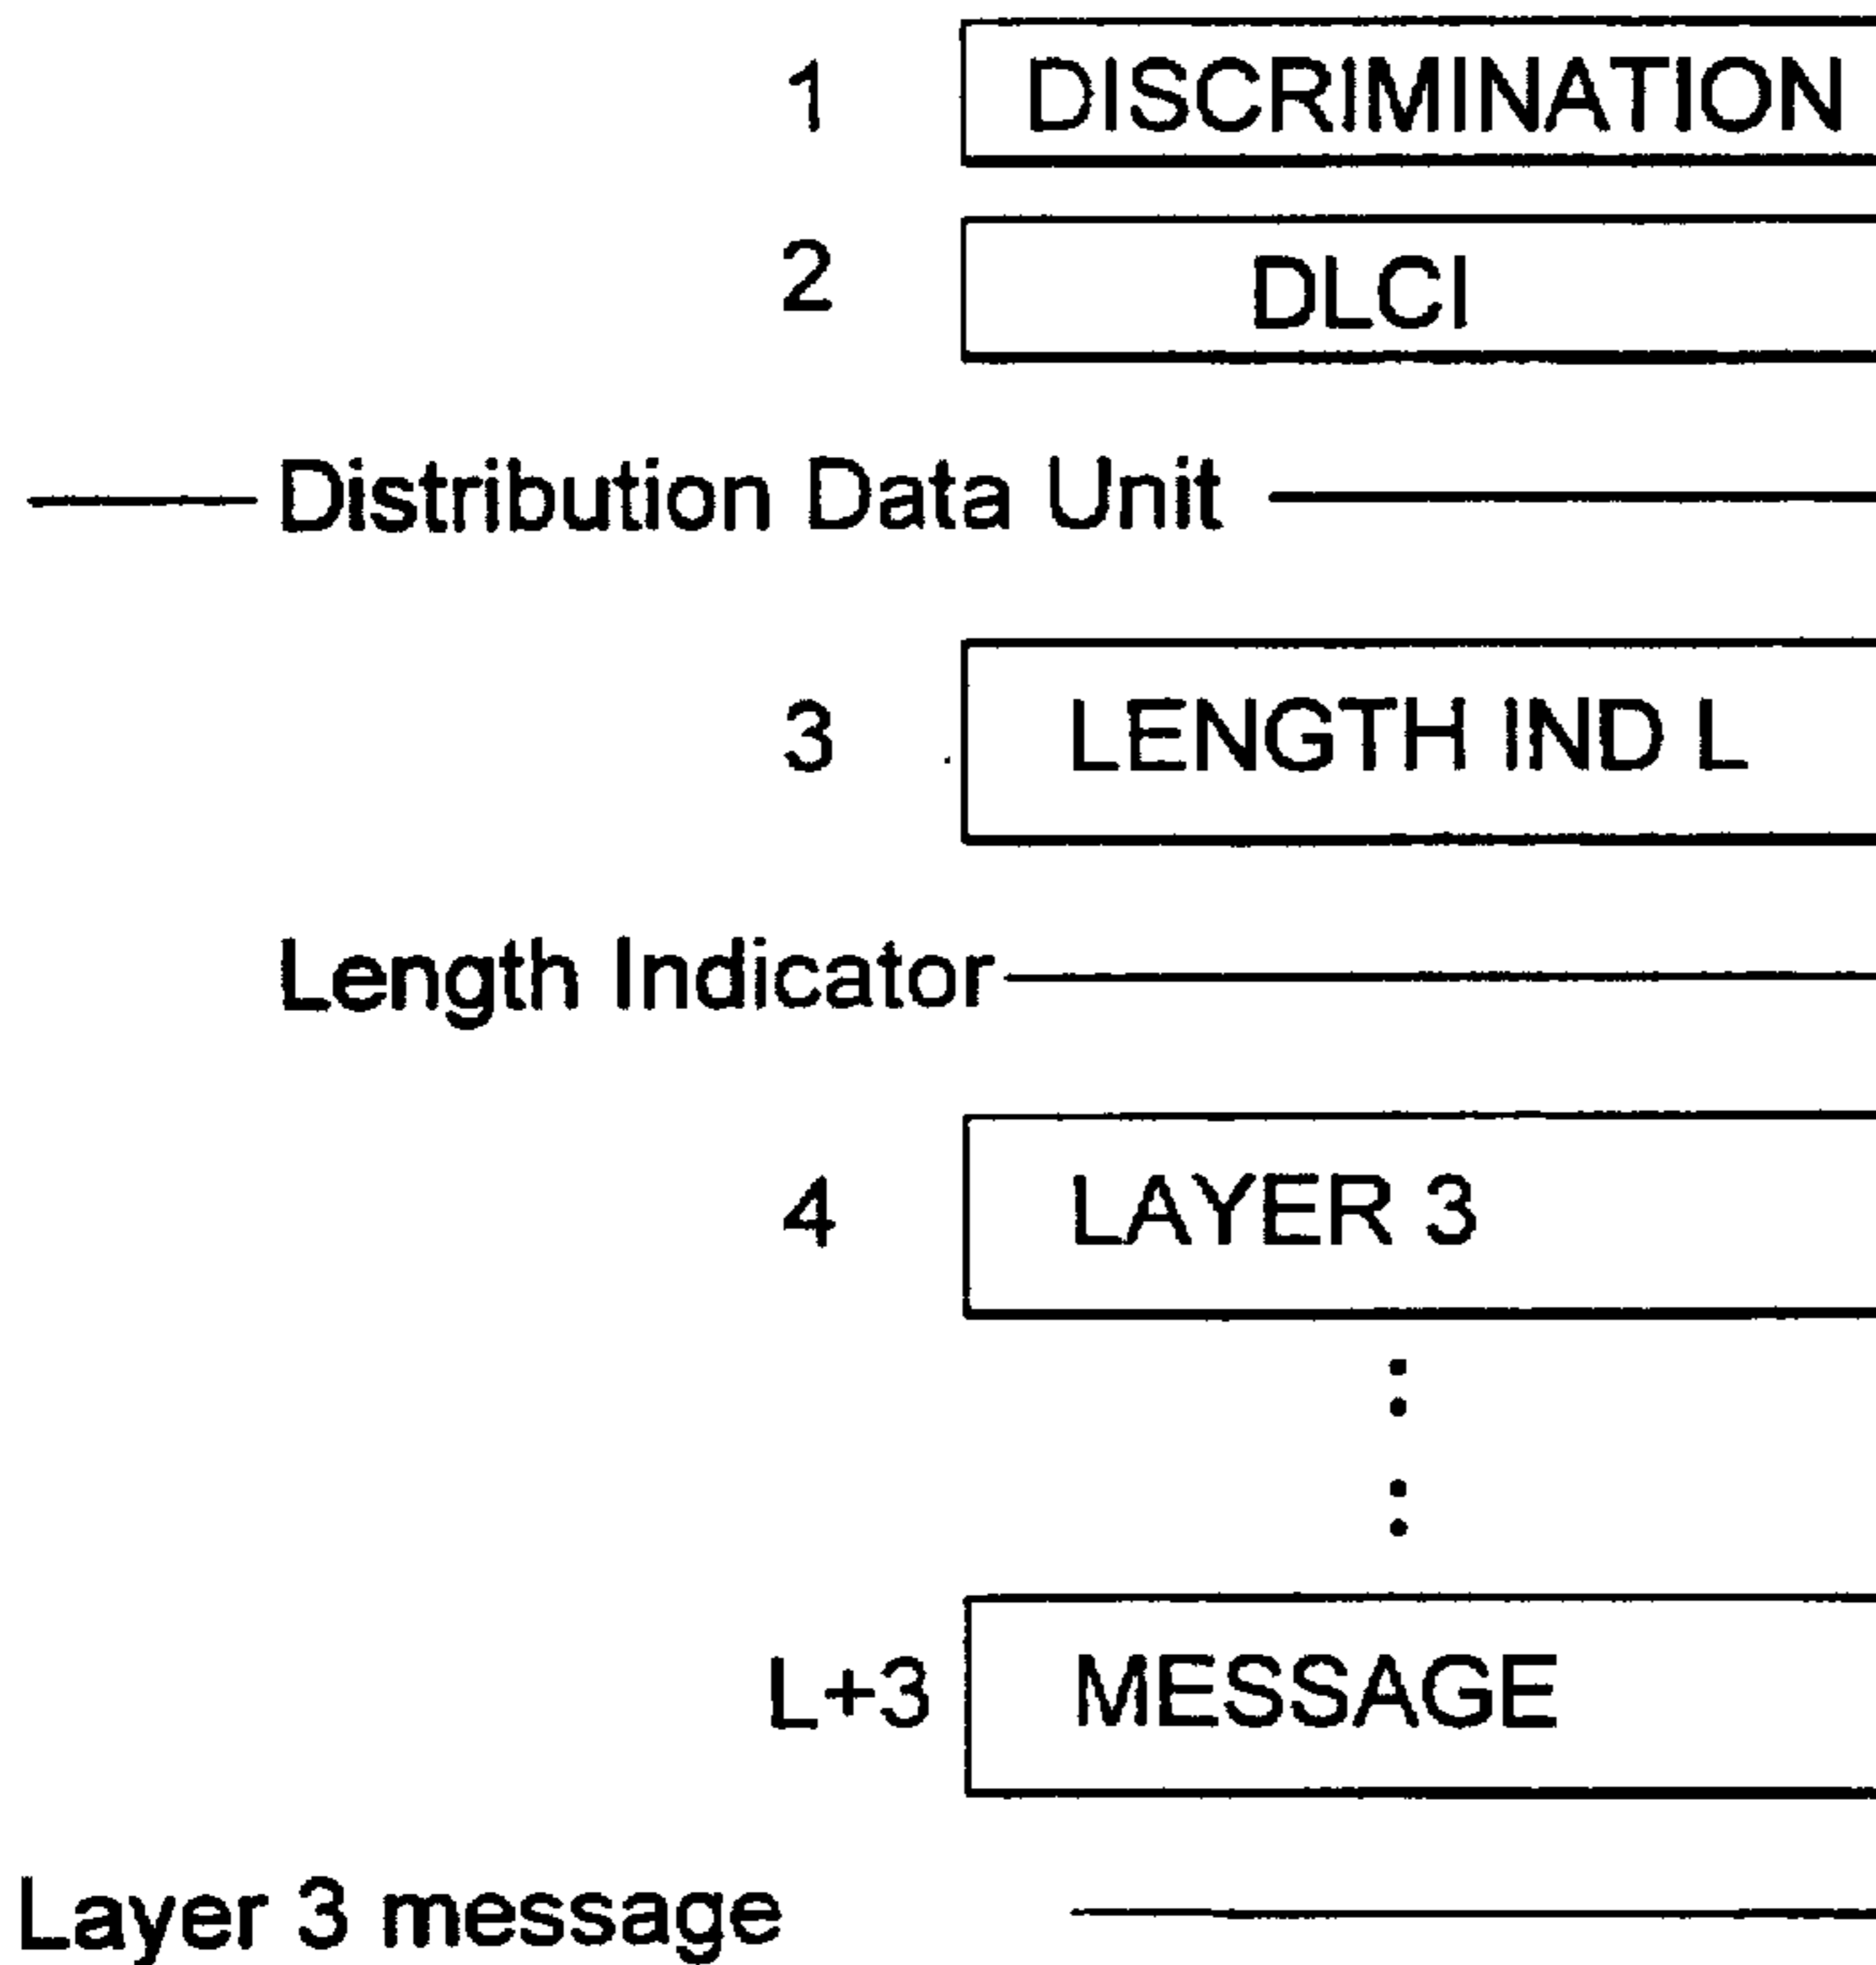 1 DISCRIMINATION
2 DLCI
Distribution Data Unit
3 LENGTH IND L
Length Indicator
4 LAYER 3
L+3 MESSAGE
Layer 3 message